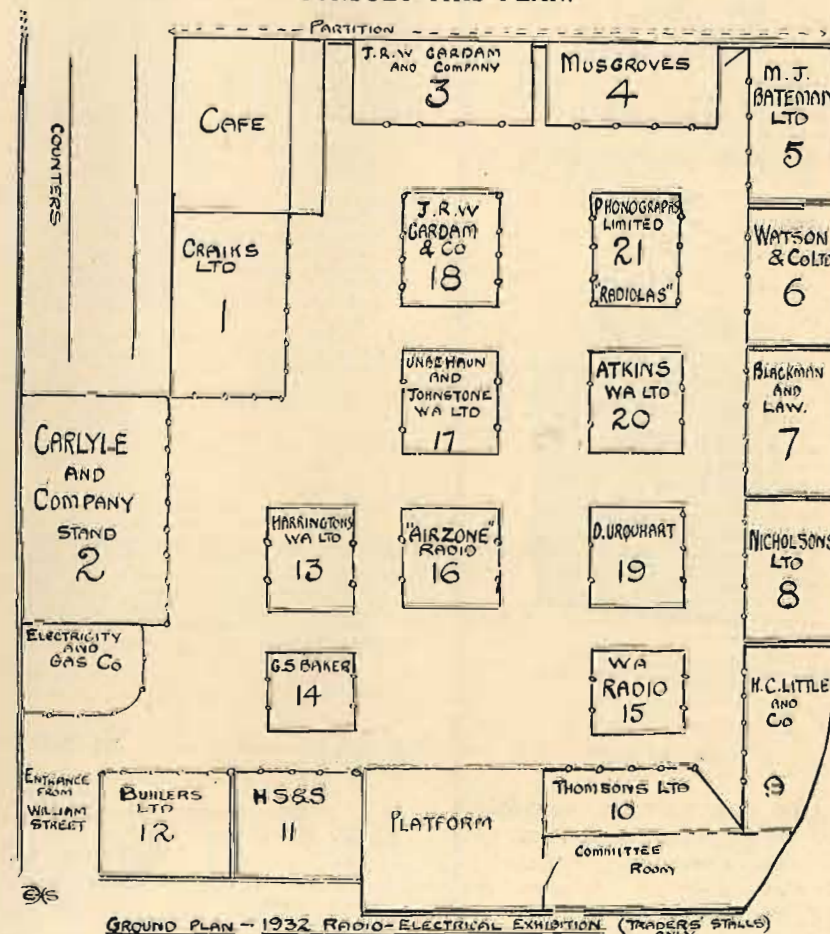 PARTITION
COUNTERS
CAFE
J.R.W GARDAM
AND COMPANY
3
MUSGROVES
4
M. J.
BATEMAN
LTD
5
CRAIKS
LTD
1
J.R.W
GARDAM
& CO
18
PHONOGRAPHS
LIMITED
21
"RADIOLAS"
WATSON
& CO LTD
6
CARLYLE
AND
COMPANY
STAND
2
UNBEHAUN
AND
JOHNSTONE
WA LTD
17
ATKINS
WA LTD
20
BLACKMAN
AND
LAW.
7
HARRINGTONS
WA LTD
13
"AIRZONE"
RADIO
16
D. URQUHART
19
NICHOLSONS
LTD
8
ELECTRICITY
AND
GAS Co
G.S BAKER
14
WA
RADIO
15
H.C. LITTLE
AND
Co
9
ENTRANCE
FROM
WILLIAM
STREET
BUHLERS
LTD
12
HS&S
11
PLATFORM
THOMSONS LTD
10
COMMITTEE
ROOM
GROUND PLAN - 1932 RADIO-ELECTRICAL EXHIBITION (TRADERS' STALLS)
ONLY